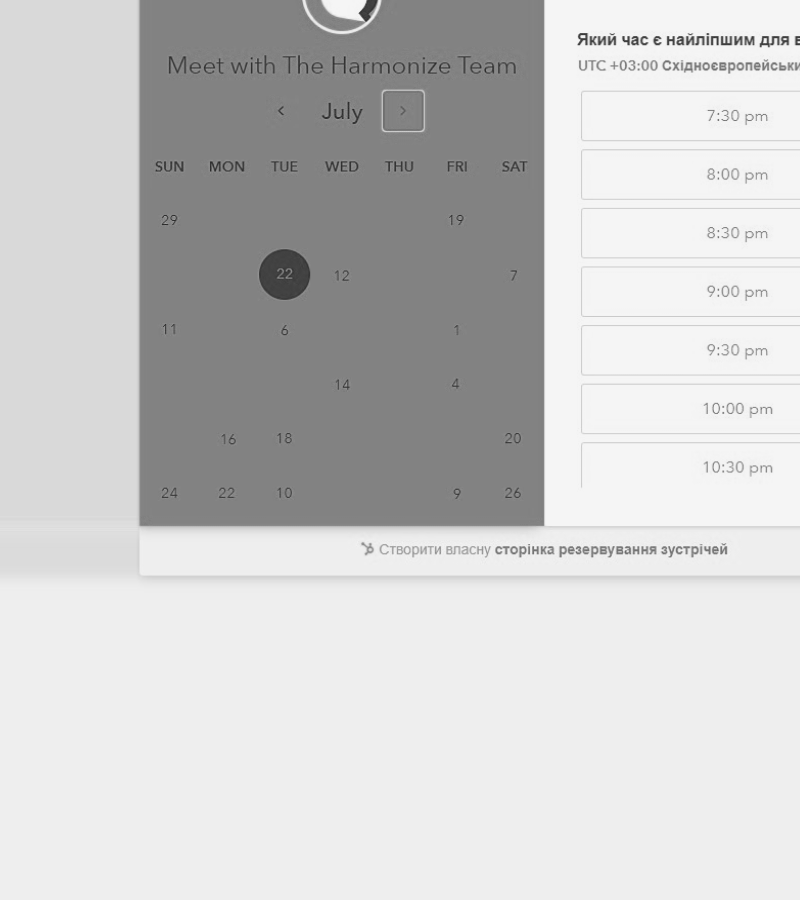 Meet with The Harmonize Team
July
SUN MON TUE WED THU FRI SAT
29 19
22 12 7
11 6 1
14 4
16 18 20
24 22 10 9 26
Який час є найліпшим для
UTC +03:00
7:30 pm
8:00 pm
8:30 pm
9:00 pm
9:30 pm
10:00 pm
10:30 pm
Створити власну сторінка резервування зустрічей